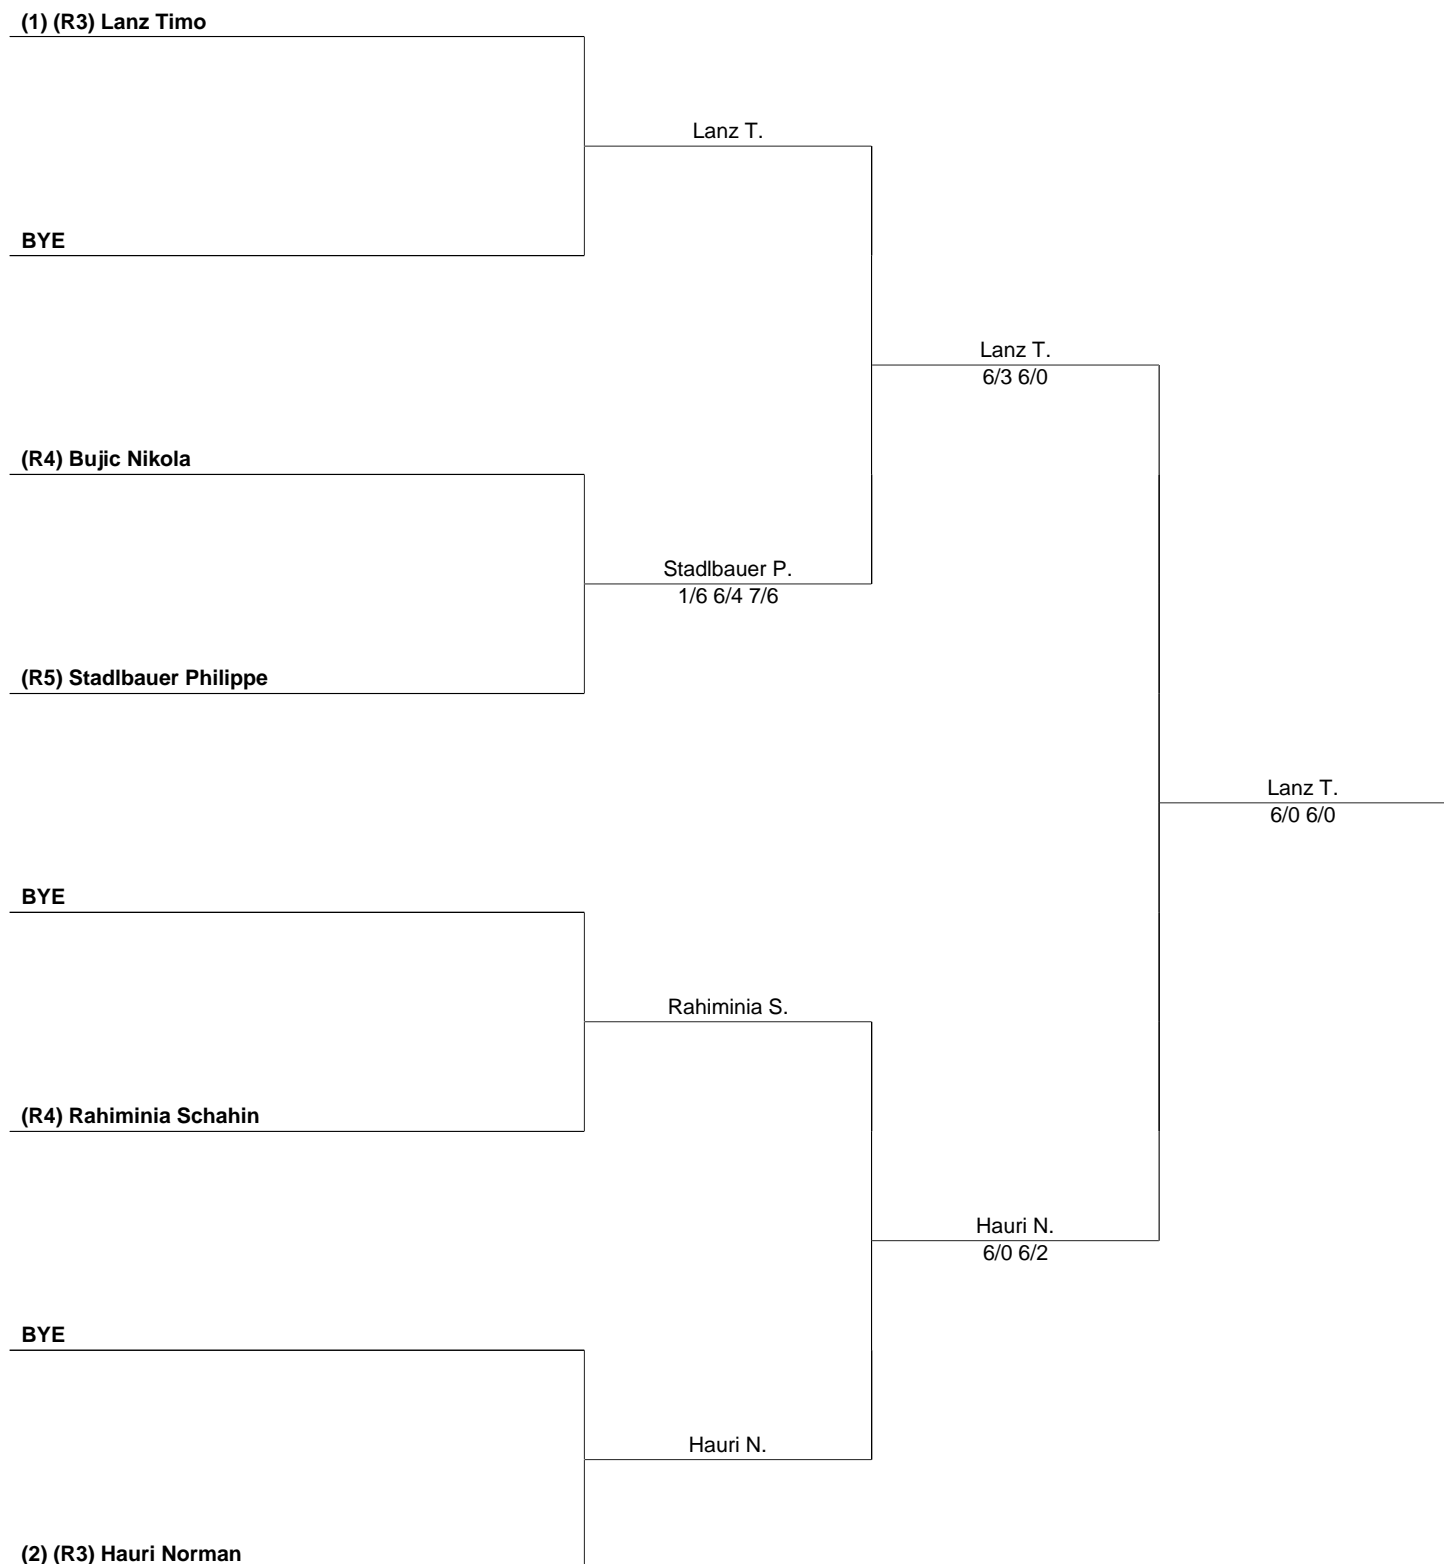 (1) (R3) Lanz Timo
Lanz T.
BYE
Lanz T.
6/3 6/0
(R4) Bujic Nikola
Stadlbauer P.
1/6 6/4 7/6
(R5) Stadlbauer Philippe
Lanz T.
6/0 6/0
BYE
Rahiminia S.
(R4) Rahiminia Schahin
Hauri N.
6/0 6/2
BYE
Hauri N.
(2) (R3) Hauri Norman